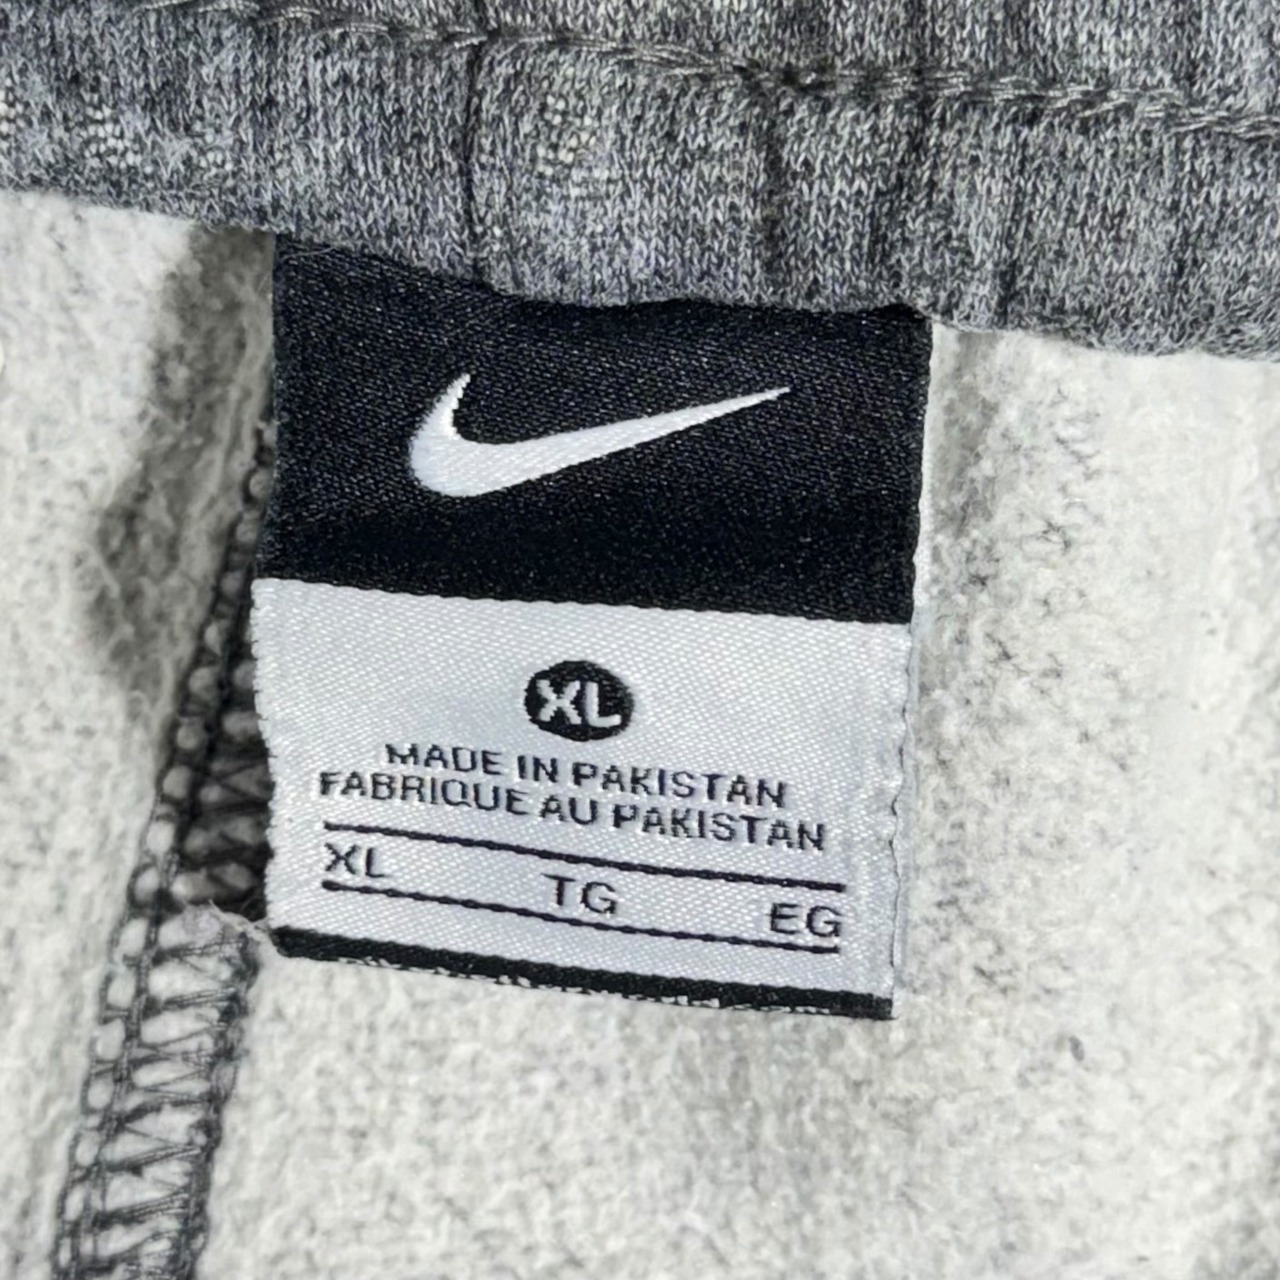 XL
MADE IN PAKISTAN
FABRIQUE AU PAKISTAN
XL TG EG